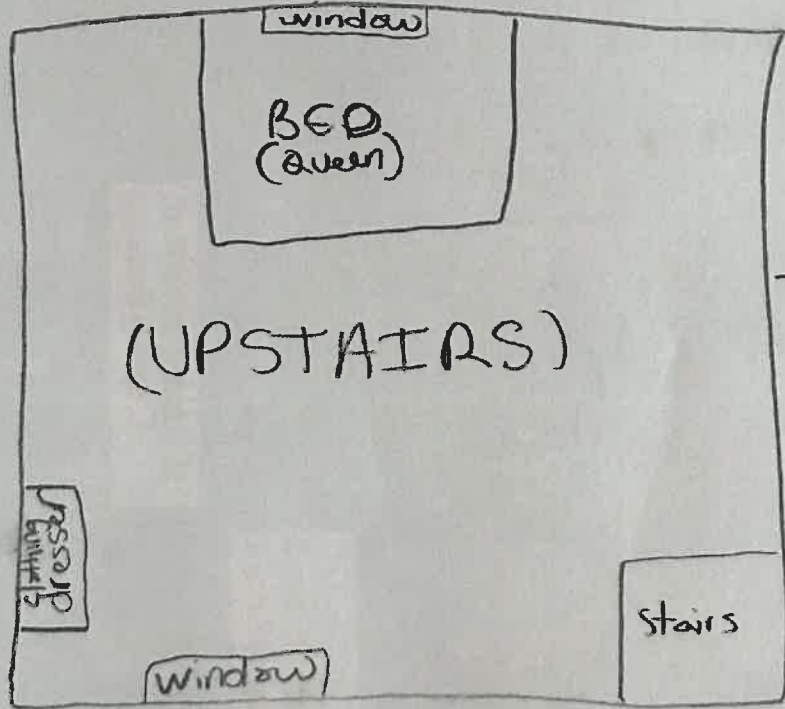 window
BED
(Queen)
(UPSTAIRS)
dresser
Stairs
window